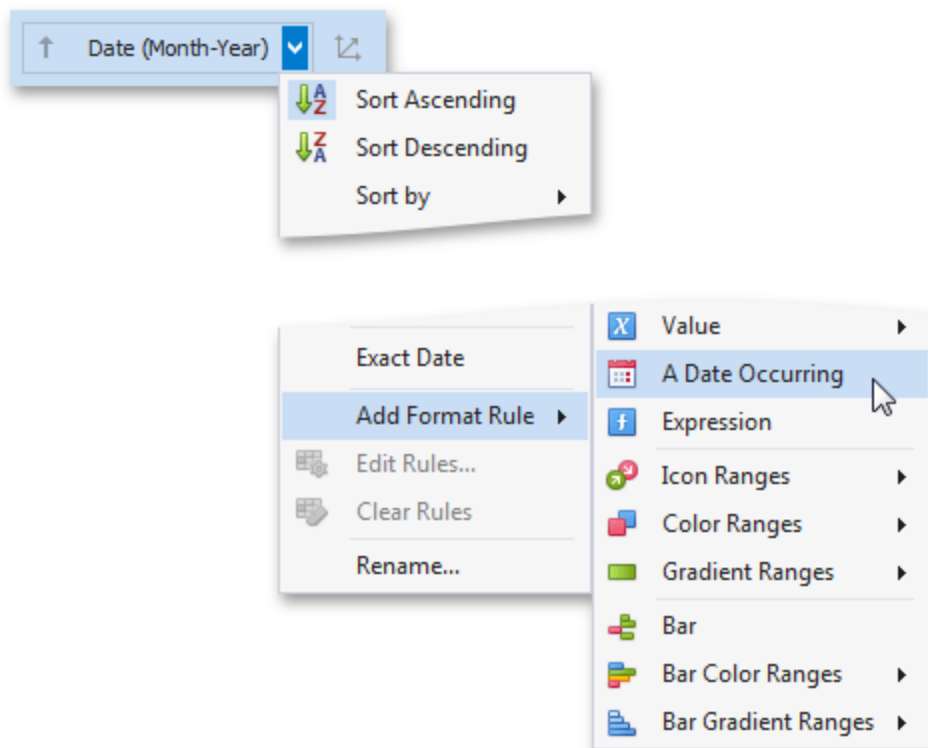 Date (Month-Year)
Sort Ascending
Sort Descending
Sort by
Exact Date
Add Format Rule
Edit Rules...
Clear Rules
Rename...
Value
A Date Occurring
Expression
Icon Ranges
Color Ranges
Gradient Ranges
Bar
Bar Color Ranges
Bar Gradient Ranges